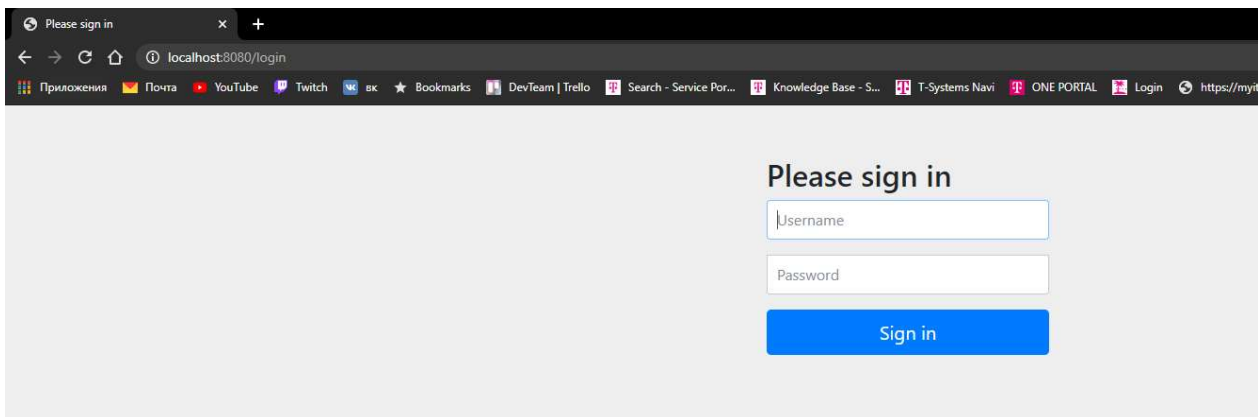 Please sign in
localhost:8080/login
Приложения Почта YouTube Twitch вк Bookmarks DevTeam | Trello Search - Service Por... Knowledge Base - S... T-Systems Navi ONE PORTAL Login https://myit
Please sign in
Username
Password
Sign in